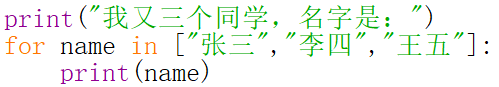 print("我又三个同学，名字是：")
for name in ["张三","李四","王五"]:
    print(name)